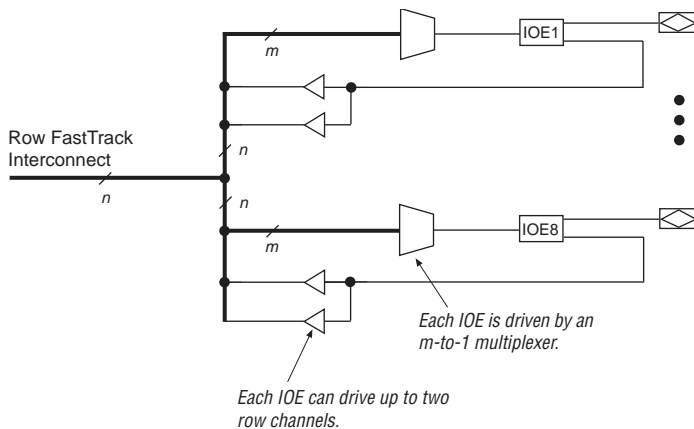 m
IOE1
Row FastTrack
Interconnect
n
n
n
m
IOE8
Each IOE is driven by an
m-to-1 multiplexer.
Each IOE can drive up to two
row channels.